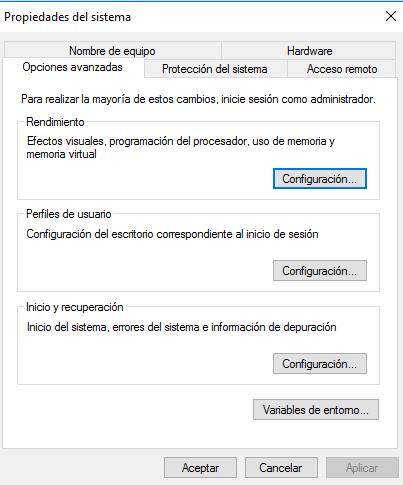 Propiedades del sistema
Nombre de equipo
Hardware
Opciones avanzadas
Protección del sistema
Acceso remoto
Para realizar la mayoría de estos cambios, inicie sesión como administrador.
Rendimiento
Efectos visuales, programación del procesador, uso de memoria y
memoria virtual
Configuración...
Perfiles de usuario
Configuración del escritorio correspondiente al inicio de sesión
Configuración...
Inicio y recuperación
Inicio del sistema, errores del sistema e información de depuración
Configuración...
Variables de entorno...
Aceptar
Cancelar
Aplicar